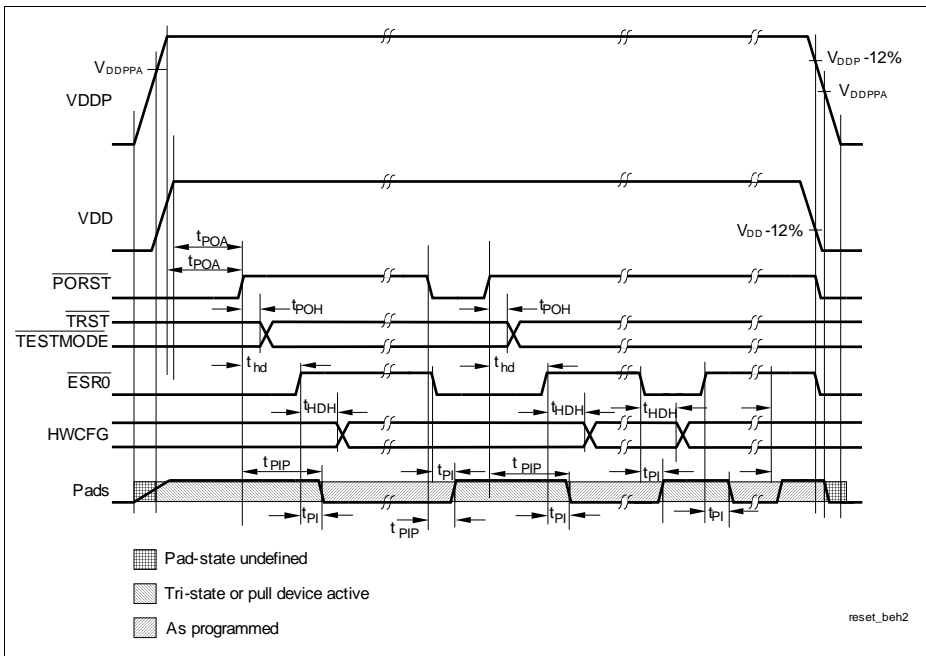 VDDPPA
VDDP -12%
VDDPPA
VDDP
VDD
VDD -12%
tPOA
tPOA
PORST
tPOH
tPOH
TRST
TESTMODE
thd
thd
ESR0
tHDH
tHDH
tHDH
HWCFG
tPIP
tPI
tPIP
tPI
Pads
tPI
tPIP
tPI
tPI
Pad-state undefined
Tri-state or pull device active
As programmed
reset_beh2